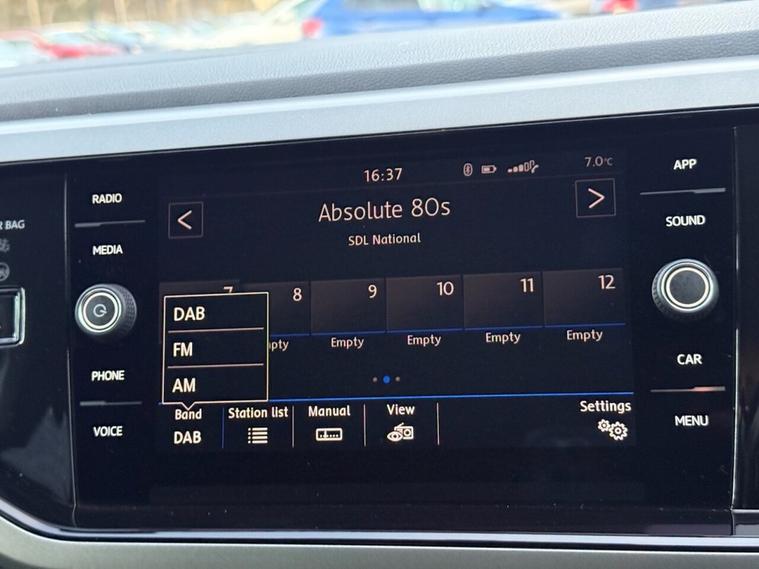 RADIO
MEDIA
PHONE
VOICE
BAG
16:37
7.0°C
<
Absolute 80s
>
SDL National
7
8
9
10
11
12
Empty
Empty
Empty
Empty
DAB
FM
AM
Band
DAB
Station list
Manual
View
Settings
APP
SOUND
CAR
MENU